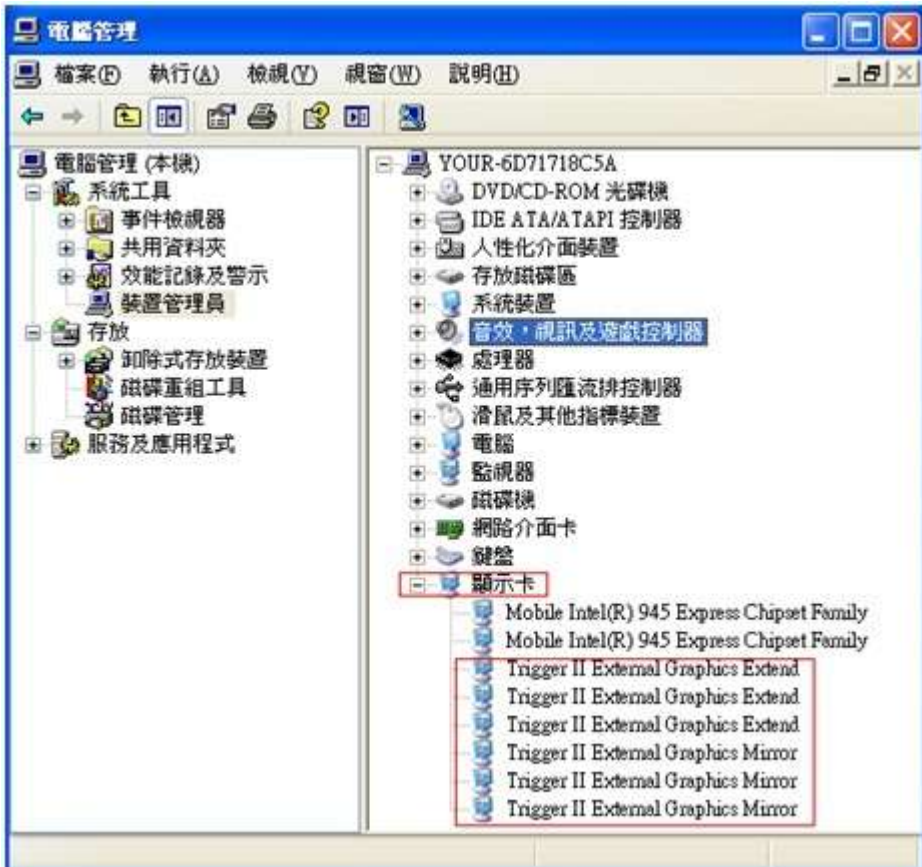 電腦管理
檔案(F) 執行(A) 檢視(V) 視窗(W) 說明(H)
電腦管理 (本機)
系統工具
事件檢視器
共用資料夾
效能記錄及警示
裝置管理員
存放
卸除式存放裝置
磁碟重組工具
磁碟管理
服務及應用程式
YOUR-6D71718C5A
DVD/CD-ROM 光碟機
IDE ATA/ATAPI 控制器
人性化介面裝置
存放磁碟區
系統裝置
音效，視訊及遊戲控制器
處理器
通用序列匯流排控制器
滑鼠及其他指標裝置
電腦
監視器
磁碟機
網路介面卡
鍵盤
顯示卡
Mobile Intel(R) 945 Express Chipset Family
Mobile Intel(R) 945 Express Chipset Family
Trigger II External Graphics Extend
Trigger II External Graphics Extend
Trigger II External Graphics Extend
Trigger II External Graphics Mirror
Trigger II External Graphics Mirror
Trigger II External Graphics Mirror